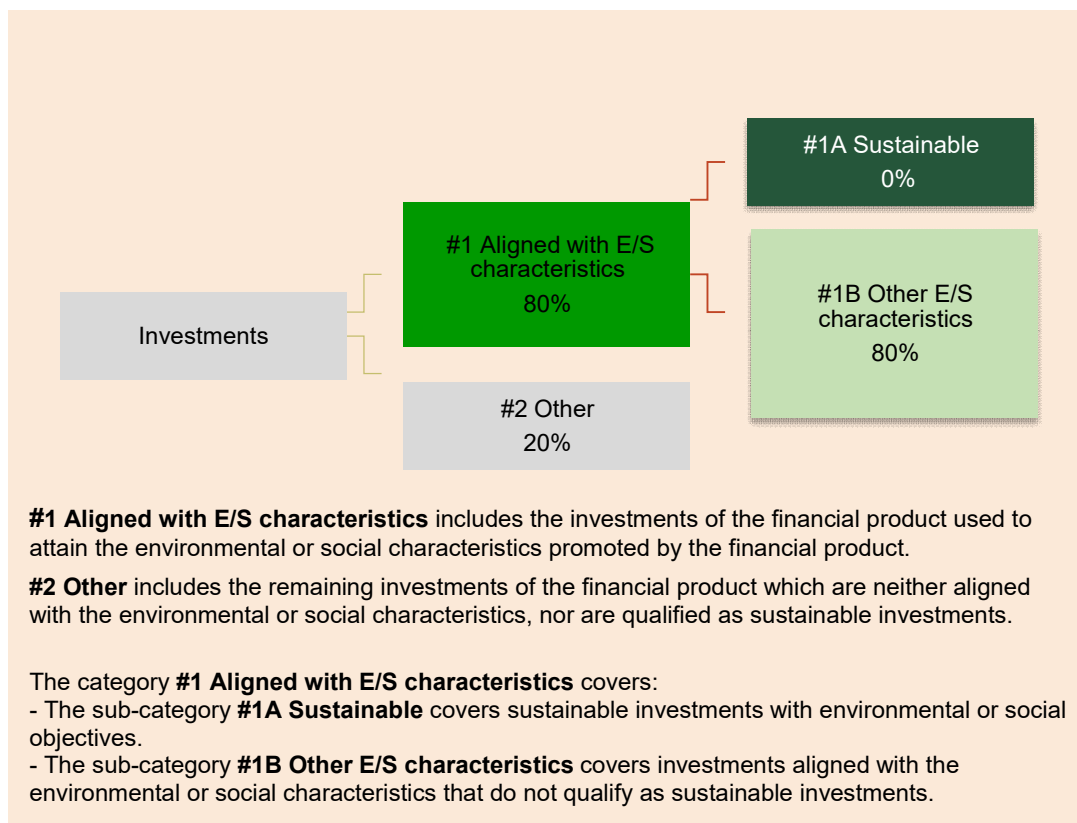 #1A Sustainable
0%
#1 Aligned with E/S
characteristics
80%
#1B Other E/S
characteristics
80%
Investments
#2 Other
20%
#1 Aligned with E/S characteristics includes the investments of the financial product used to
attain the environmental or social characteristics promoted by the financial product.
#2 Other includes the remaining investments of the financial product which are neither aligned
with the environmental or social characteristics, nor are qualified as sustainable investments.
The category #1 Aligned with E/S characteristics covers:
- The sub-category #1A Sustainable covers sustainable investments with environmental or social
objectives.
- The sub-category #1B Other E/S characteristics covers investments aligned with the
environmental or social characteristics that do not qualify as sustainable investments.